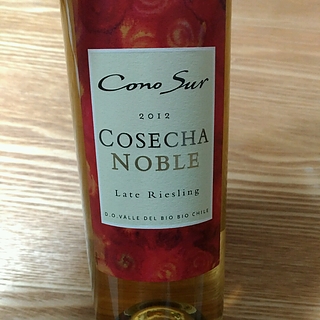 Cono Sur
2012
COSECHA
NOBLE
Late Riesling
D.O. VALLE DEL BIO BIO CHILE